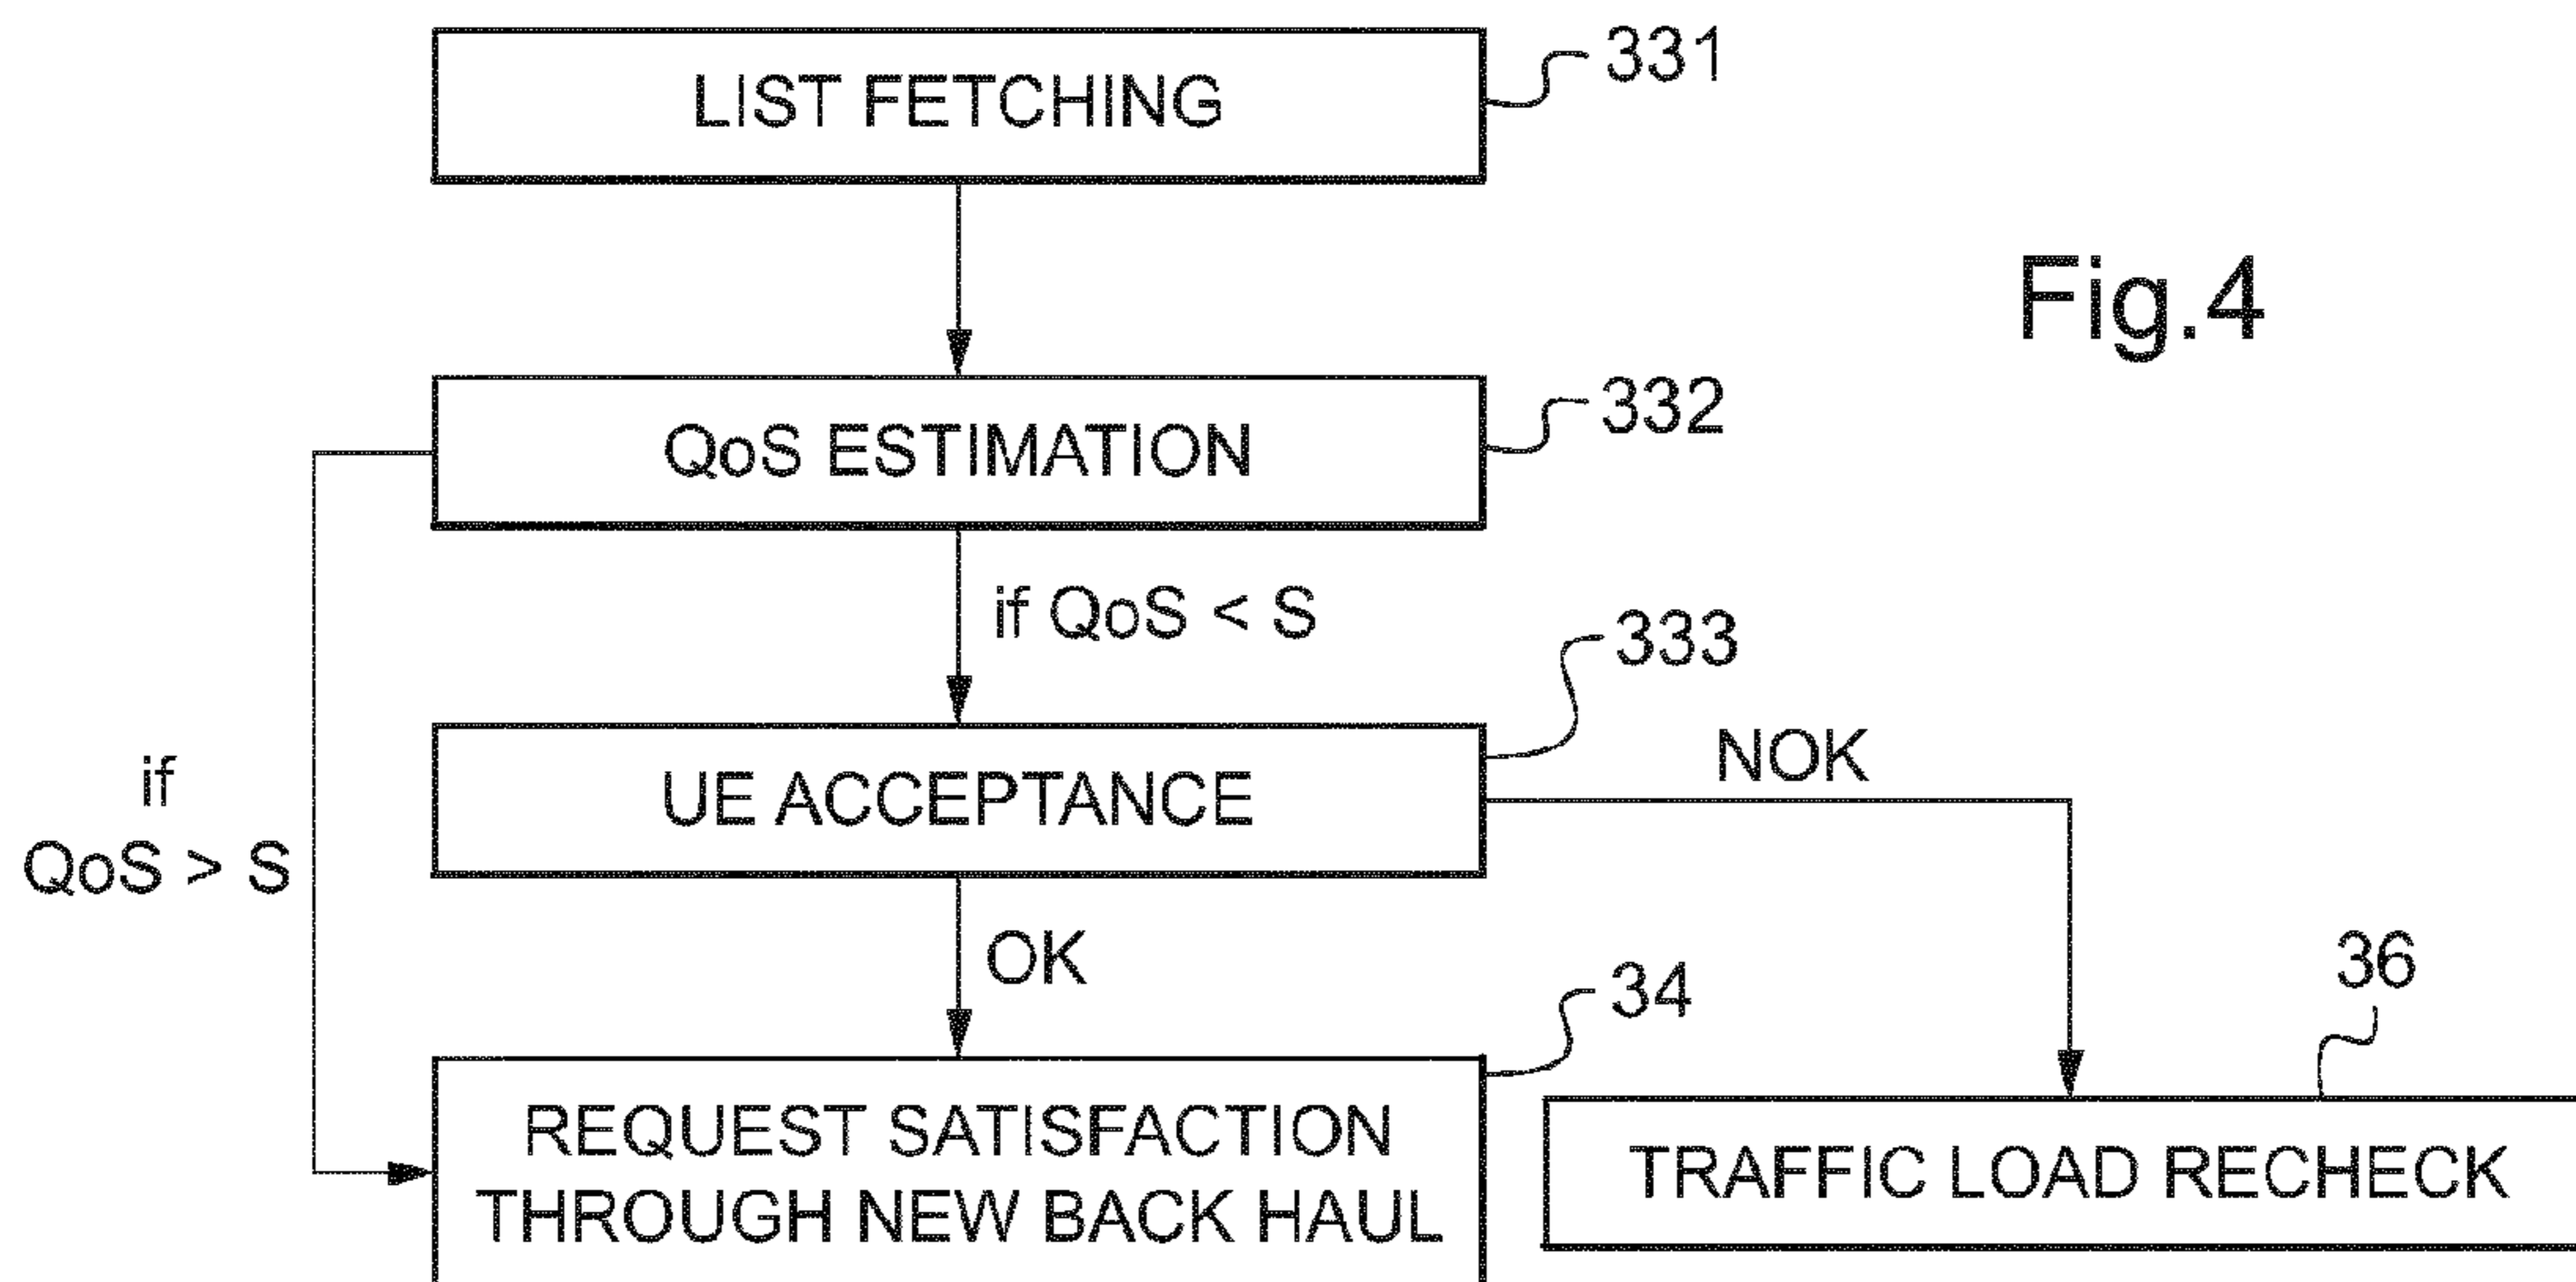 LIST FETCHING
331
Fig.4
QoS ESTIMATION
332
if QoS < S
333
if
QoS > S
UE ACCEPTANCE
NOK
OK
34
36
REQUEST SATISFACTION
THROUGH NEW BACK HAUL
TRAFFIC LOAD RECHECK